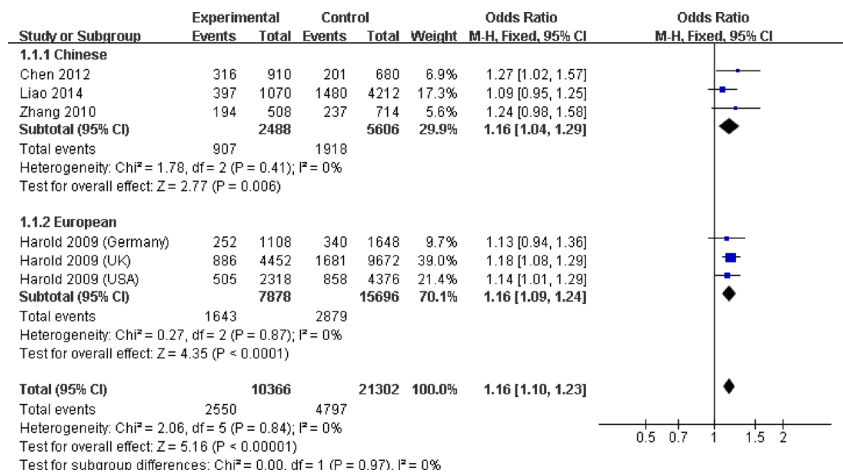 Experimental Control Odds Ratio Odds Ratio
Study or Subgroup Events Total Events Total Weight M-H, Fixed, 95% CI M-H, Fixed, 95% CI
1.1.1 Chinese
Chen 2012 316 910 201 680 6.9% 1.27 [1.02, 1.57]
Liao 2014 397 1070 1480 4212 17.3% 1.09 [0.95, 1.25]
Zhang 2010 194 508 237 714 5.6% 1.24 [0.98, 1.58]
Subtotal (95% CI) 2488 5606 29.9% 1.16 [1.04, 1.29]
Total events 907 1918
Heterogeneity: Chi² = 1.78, df = 2 (P = 0.41); I² = 0%
Test for overall effect: Z = 2.77 (P = 0.006)
1.1.2 European
Harold 2009 (Germany) 252 1108 340 1648 9.7% 1.13 [0.94, 1.36]
Harold 2009 (UK) 886 4452 1681 9672 39.0% 1.18 [1.08, 1.29]
Harold 2009 (USA) 505 2318 858 4376 21.4% 1.14 [1.01, 1.29]
Subtotal (95% CI) 7878 15696 70.1% 1.16 [1.09, 1.24]
Total events 1643 2879
Heterogeneity: Chi² = 0.27, df = 2 (P = 0.87); I² = 0%
Test for overall effect: Z = 4.35 (P < 0.0001)
Total (95% CI) 10366 21302 100.0% 1.16 [1.10, 1.23]
Total events 2550 4797
Heterogeneity: Chi² = 2.06, df = 5 (P = 0.84); I² = 0%
Test for overall effect: Z = 5.16 (P < 0.00001)
Test for subgroup differences: Chi² = 0.00, df = 1 (P = 0.97), I² = 0%
0.5 0.7 1 1.5 2